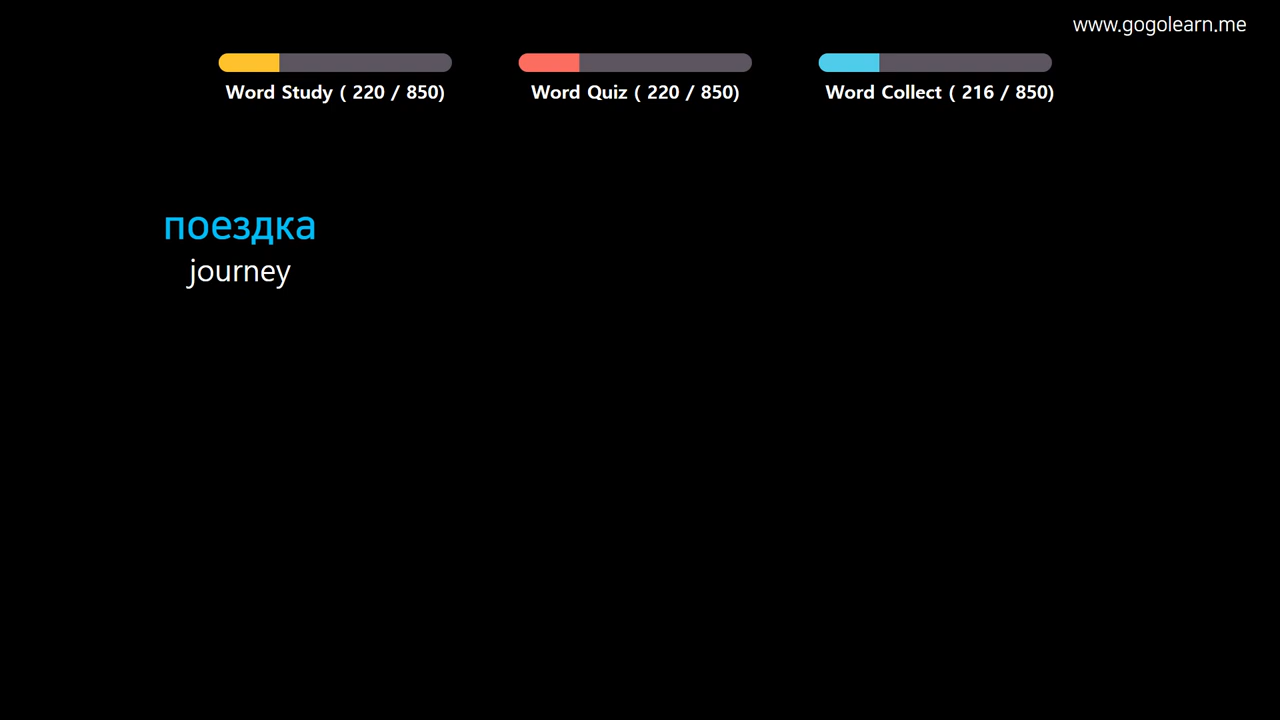 www.gogolearn.me
Word Study ( 220 / 850)
Word Quiz ( 220 / 850)
Word Collect ( 216 / 850)
поездка
journey